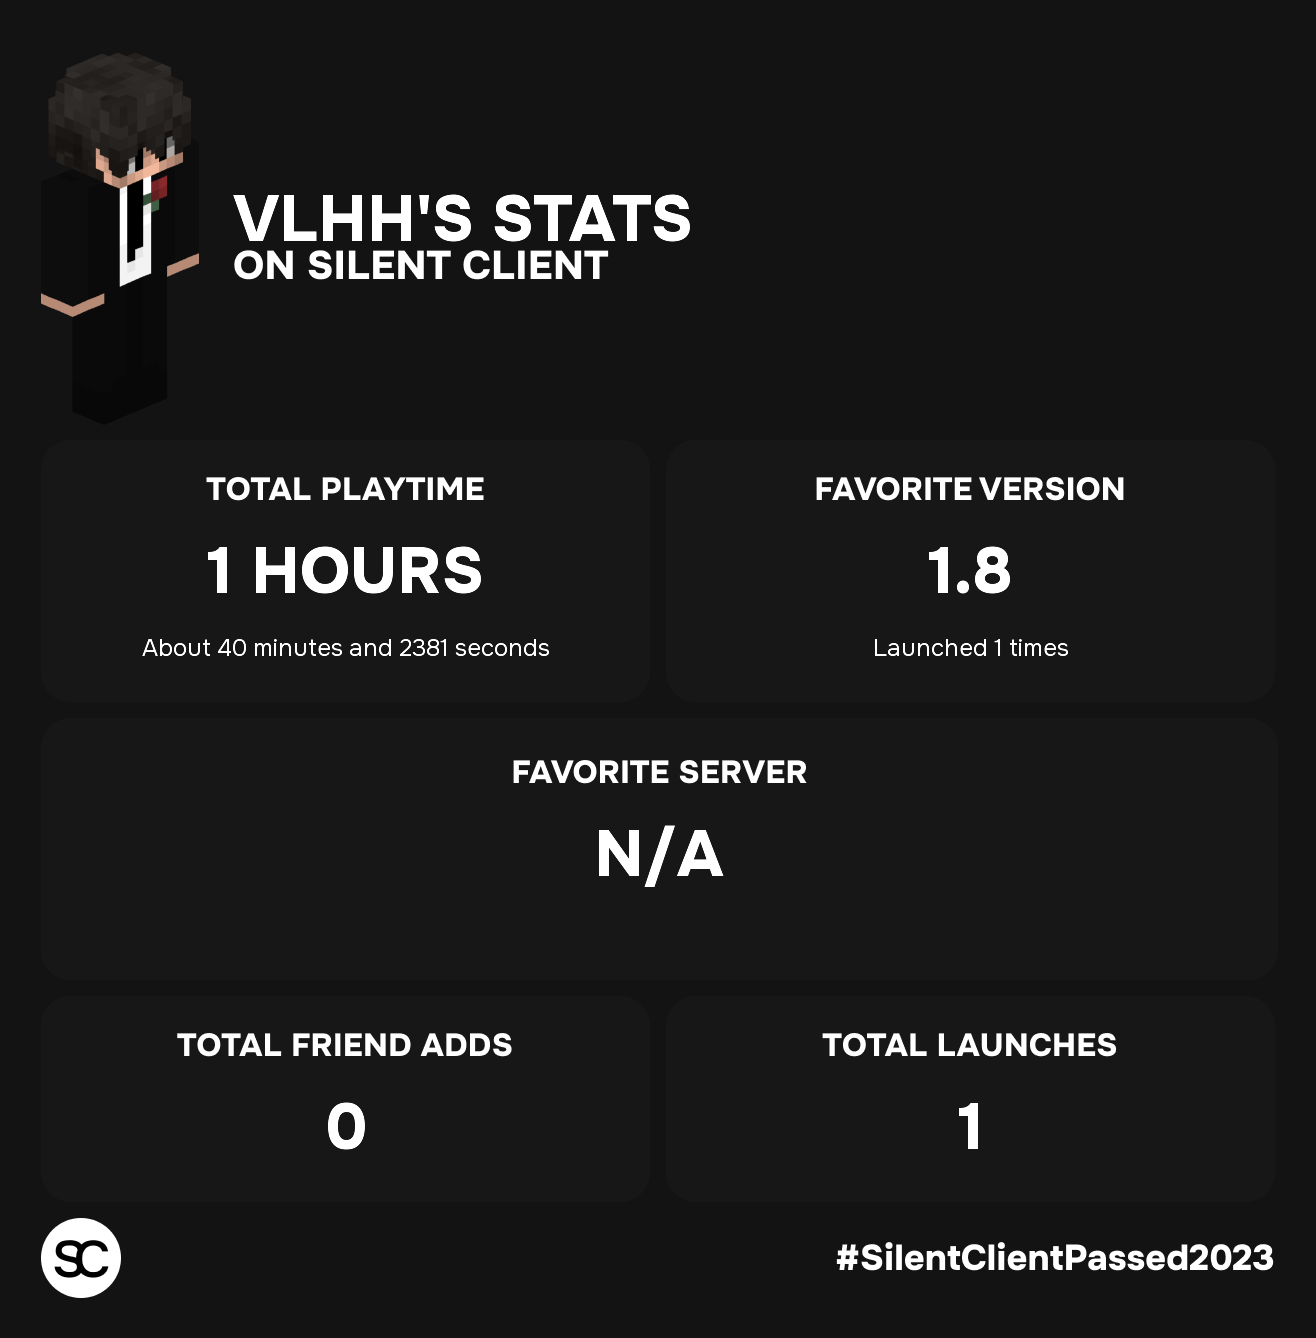 VLHH'S STATS
ON SILENT CLIENT
TOTAL PLAYTIME
1 HOURS
About 40 minutes and 2381 seconds
FAVORITE VERSION
1.8
Launched 1 times
FAVORITE SERVER
N/A
TOTAL FRIEND ADDS
0
TOTAL LAUNCHES
1
SC
#SilentClientPassed2023